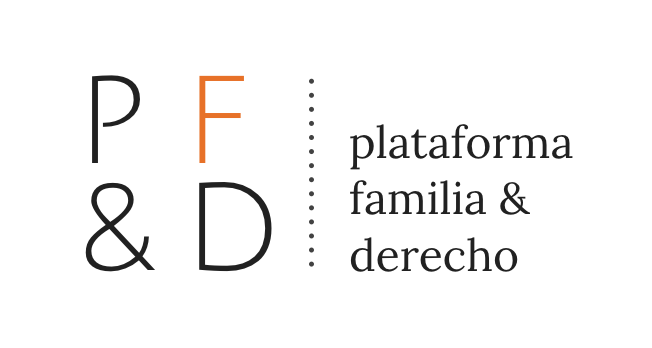 P F
& D
plataforma
familia &
derecho